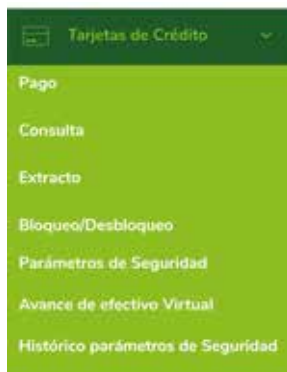 Tarjetas de Crédito
Pago
Consulta
Extracto
Bloqueo/Desbloqueo
Parámetros de Seguridad
Avance de efectivo Virtual
Histórico parámetros de Seguridad